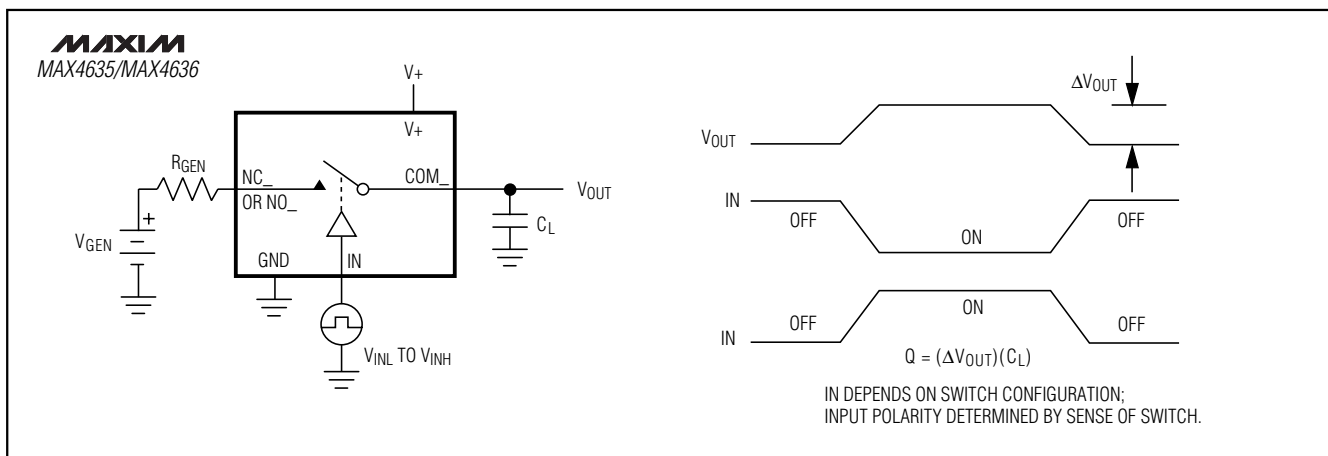 MAXIM
MAX4635/MAX4636
V+
V+
RGEN
NC_
OR NO_
COM_
VOUT
CL
VGEN
+
GND
IN
VINL TO VINH
ΔVOUT
VOUT
IN
OFF
ON
OFF
IN
OFF
ON
OFF
Q = (ΔVOUT)(CL)
IN DEPENDS ON SWITCH CONFIGURATION;
INPUT POLARITY DETERMINED BY SENSE OF SWITCH.